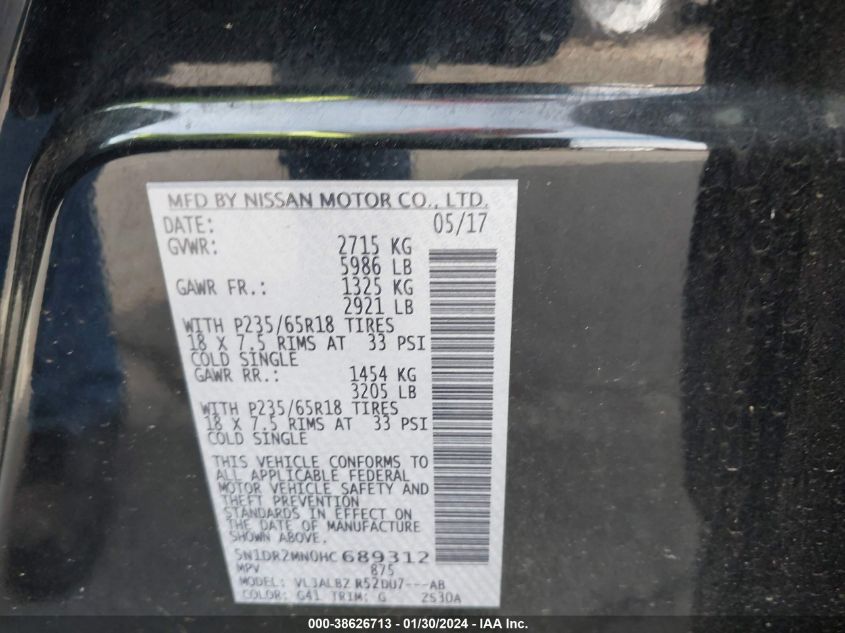 MFD BY NISSAN MOTOR CO., LTD.
DATE: 05/17
GVWR: 2715 KG
5986 LB
GAWR FR.: 1325 KG
2921 LB
WITH P235/65R18 TIRES
18 X 7.5 RIMS AT 33 PSI
COLD SINGLE
GAWR RR.: 1454 KG
3205 LB
WITH P235/65R18 TIRES
18 X 7.5 RIMS AT 33 PSI
COLD SINGLE
THIS VEHICLE CONFORMS TO
ALL APPLICABLE FEDERAL
MOTOR VEHICLE SAFETY AND
THEFT PREVENTION
STANDARDS IN EFFECT ON
THE DATE OF MANUFACTURE
SHOWN ABOVE.
5N1DR2MN0HC689312
MPV 875
MODEL: VLJALBZ R52DU7---AB
COLOR: G41 TRIM: G ZS30A
000-38626713 - 01/30/2024 - IAA Inc.